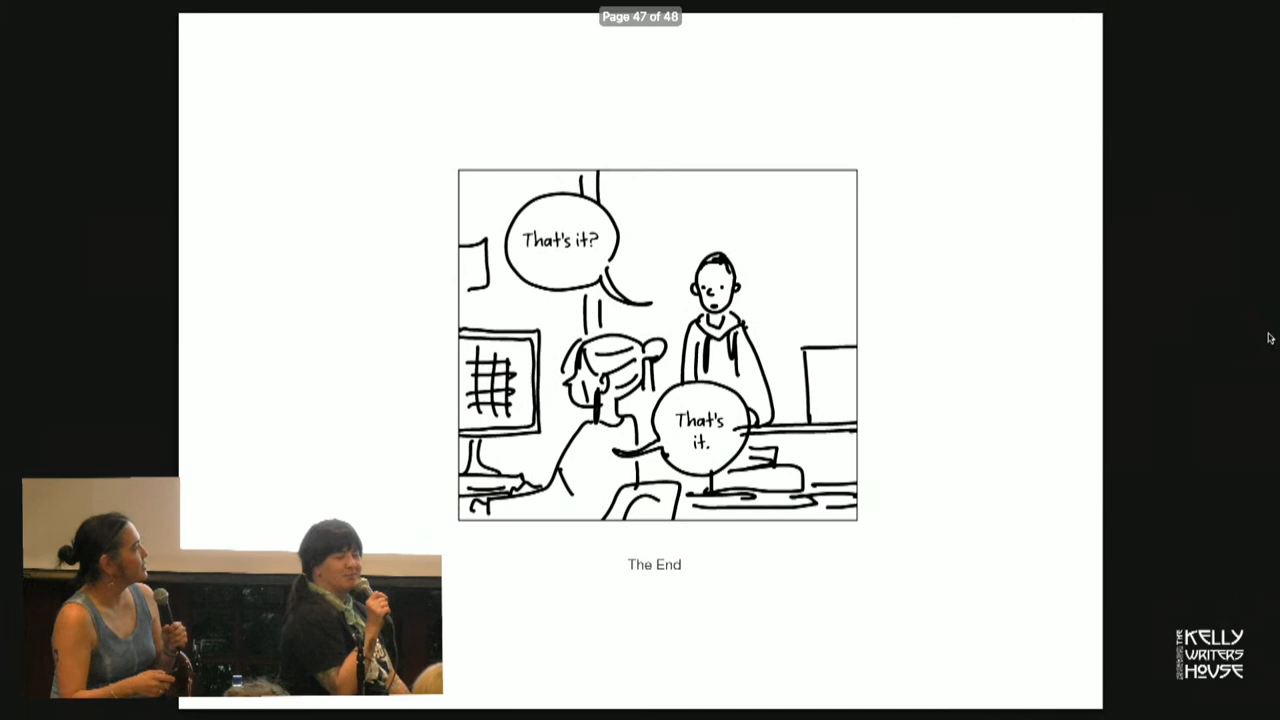 Page 47 of 48
That's it?
That's
it.
The End
THE
KELLY
WRITERS
HOUSE